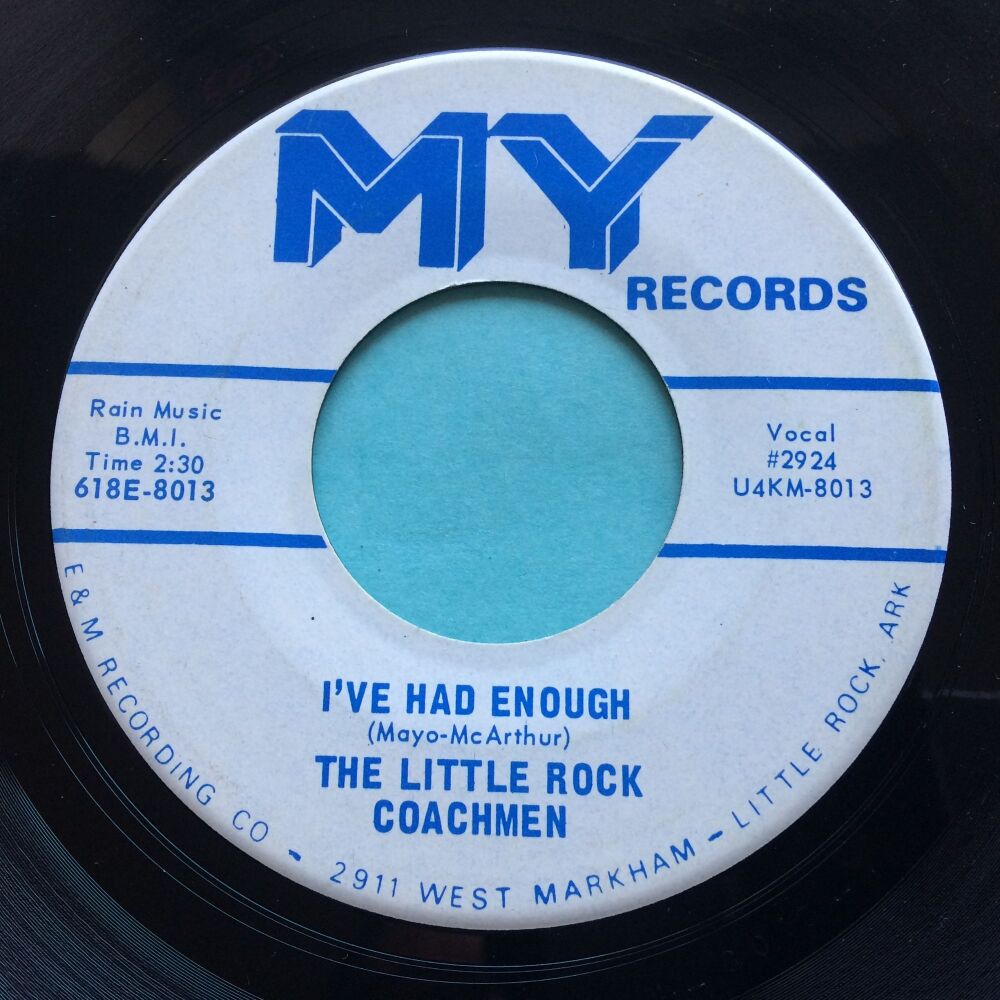 MY
RECORDS
Rain Music
B.M.I.
Time 2:30
618E-8013
Vocal
#2924
U4KM-8013
I'VE HAD ENOUGH
(Mayo-McArthur)
THE LITTLE ROCK
COACHMEN
E & M RECORDING CO - 2911 WEST MARKHAM - LITTLE ROCK, ARK